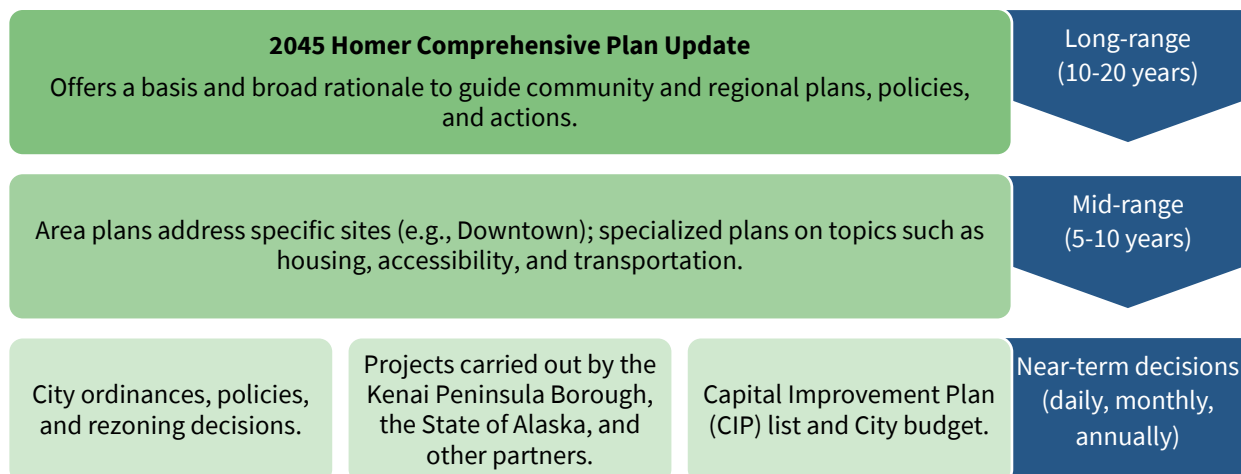 2045 Homer Comprehensive Plan Update
Offers a basis and broad rationale to guide community and regional plans, policies,
and actions.
Long-range
(10-20 years)
Area plans address specific sites (e.g., Downtown); specialized plans on topics such as
housing, accessibility, and transportation.
Mid-range
(5-10 years)
City ordinances, policies,
and rezoning decisions.
Projects carried out by the
Kenai Peninsula Borough,
the State of Alaska, and
other partners.
Capital Improvement Plan
(CIP) list and City budget.
Near-term decisions
(daily, monthly,
annually)